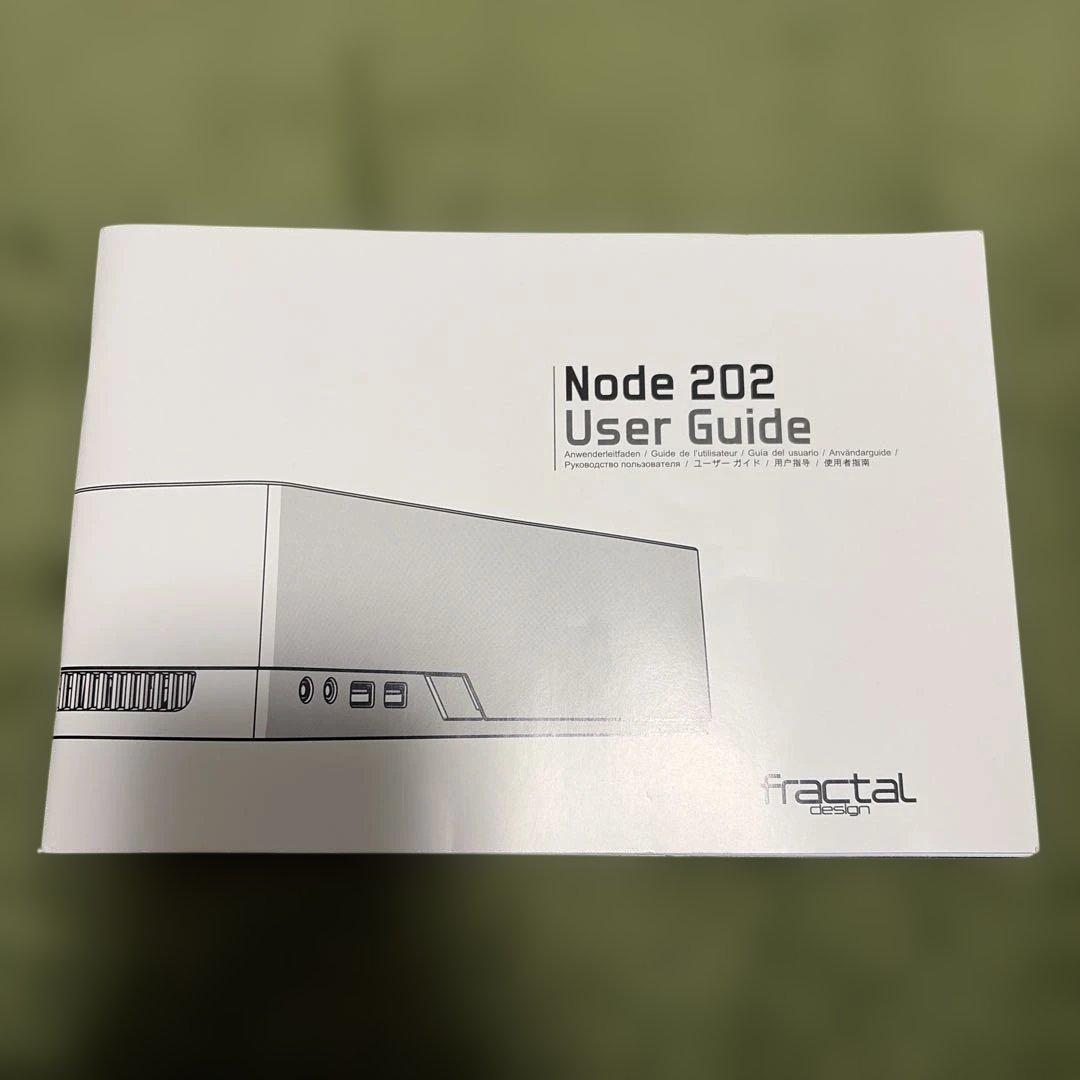 Node 202
User Guide
Anwenderleitfaden / Guide de l'utilisateur / Guía del usuario / Användarguide /
Руководство пользователя / ユーザー ガイド / 用户指导 / 使用者指南
fractal
design